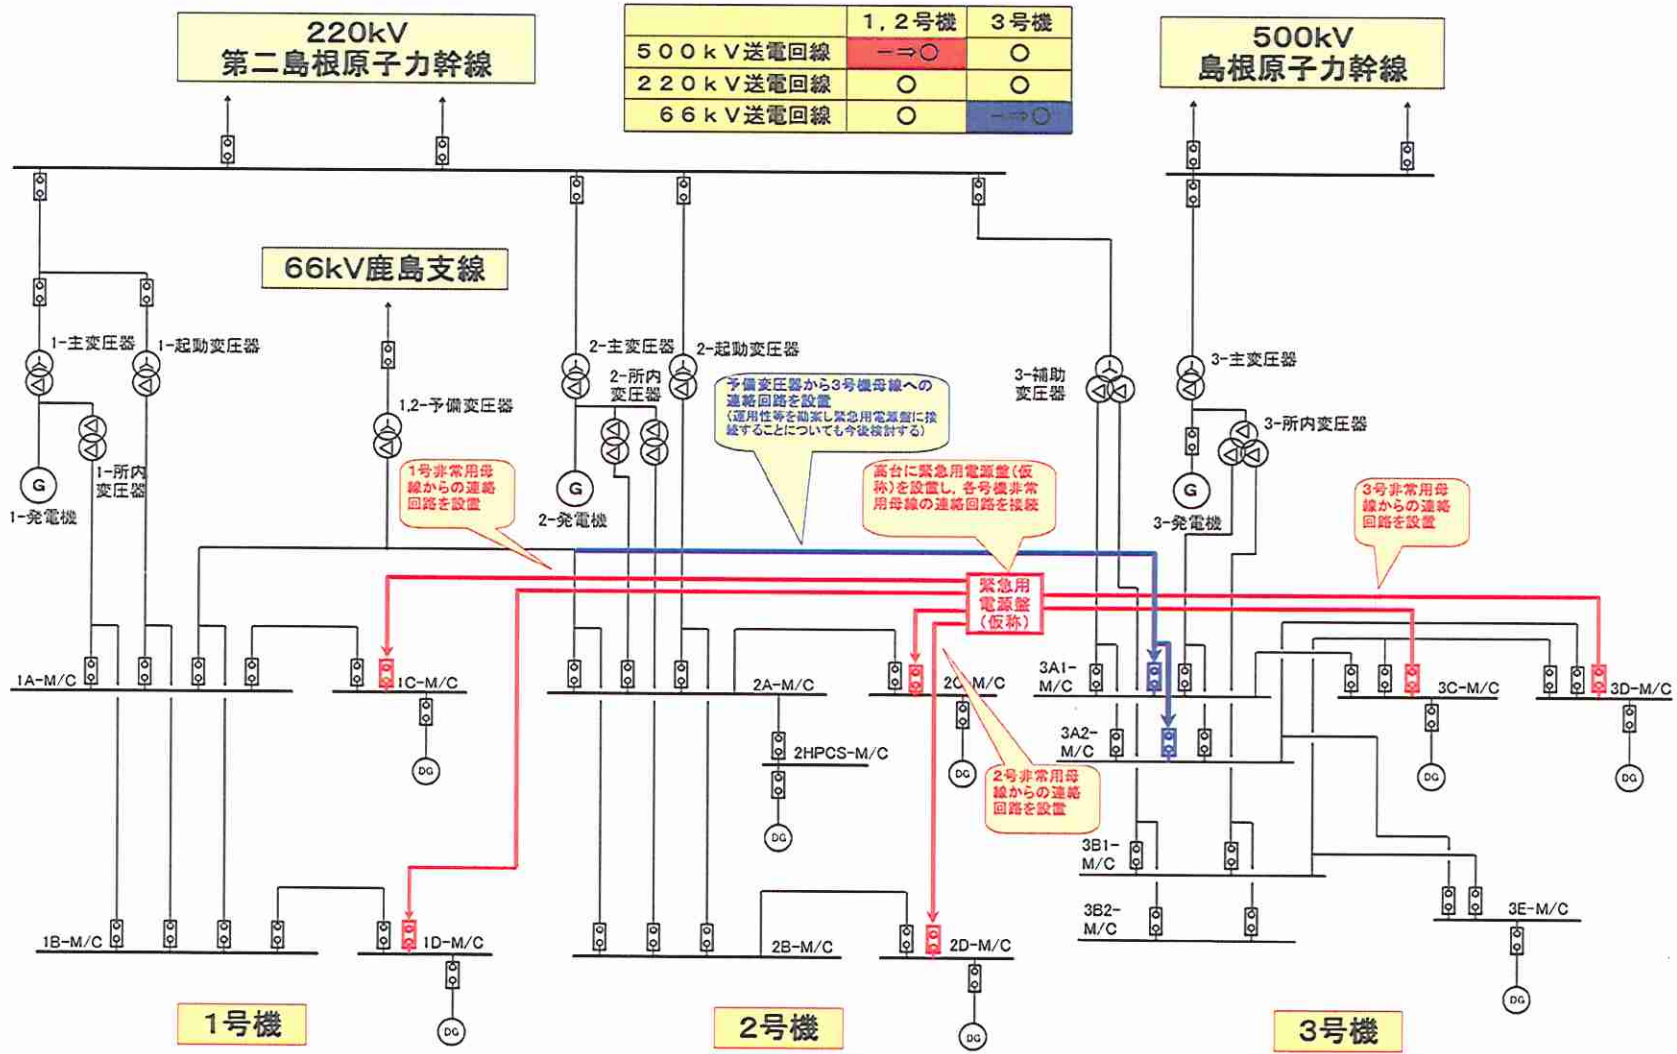 220kV
第二島根原子力幹線
1,2号機 3号機
500kV送電回線 －⇒○ ○
220kV送電回線 ○ ○
66kV送電回線 ○ －⇒○
500kV
島根原子力幹線
66kV鹿島支線
1-主変圧器
1-起動変圧器
1,2-予備変圧器
1-所内
変圧器
G
1-発電機
2-主変圧器
2-起動変圧器
2-所内
変圧器
G
2-発電機
3-補助
変圧器
3-主変圧器
3-所内変圧器
G
3-発電機
予備変圧器から3号機母線への
連絡回路を設置
(運用性等を勘案し緊急用電源盤に接
続することについても今後検討する)
1号非常用母
線からの連絡
回路を設置
高台に緊急用電源盤(仮
称)を設置し、各号機非常
用母線の連絡回路を接続
3号非常用母
線からの連絡
回路を設置
緊急用
電源盤
(仮称)
2号非常用母
線からの連絡
回路を設置
1A-M/C
1C-M/C
DG
2A-M/C
2C-M/C
DG
2HPCS-M/C
DG
3A1-
M/C
3A2-
M/C
3C-M/C
DG
3D-M/C
DG
3B1-
M/C
3B2-
M/C
3E-M/C
DG
1B-M/C
1D-M/C
DG
2B-M/C
2D-M/C
DG
1号機
2号機
3号機